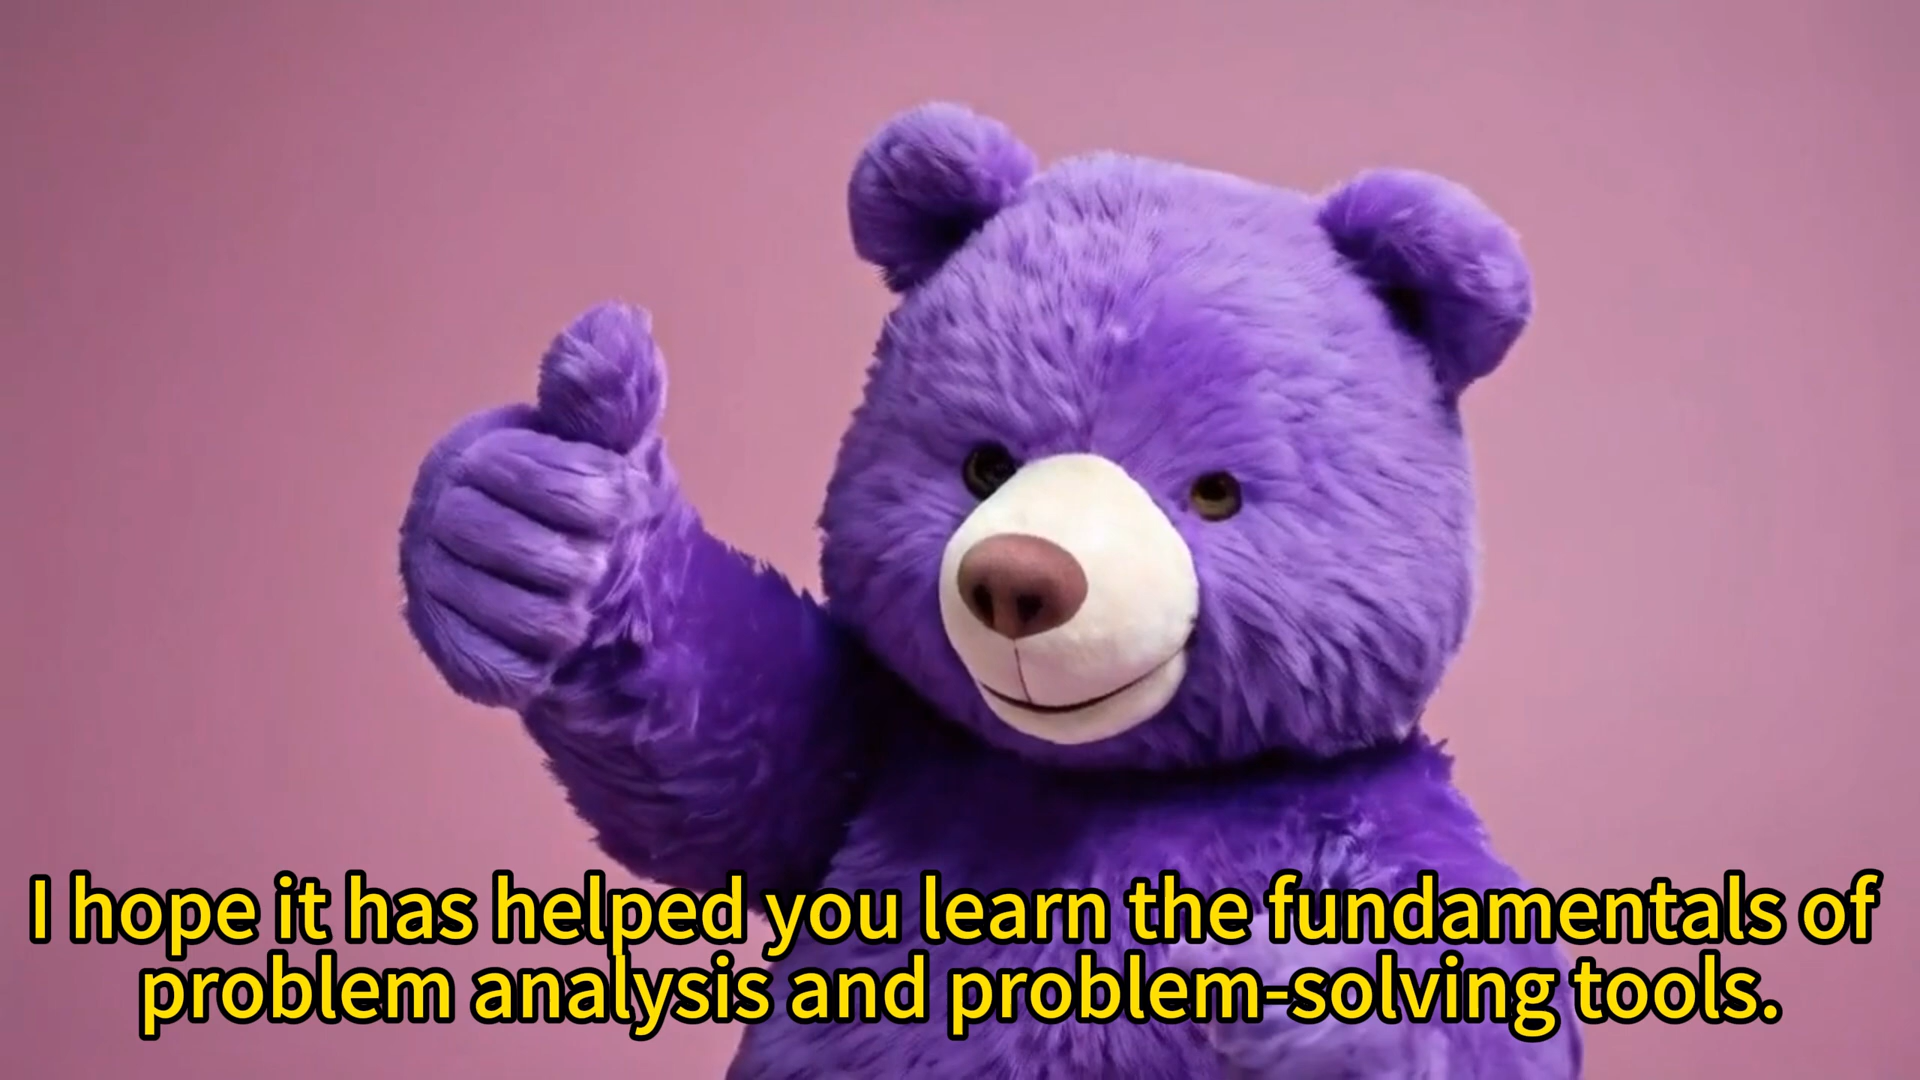 I hope it has helped you learn the fundamentals of
problem analysis and problem-solving tools.